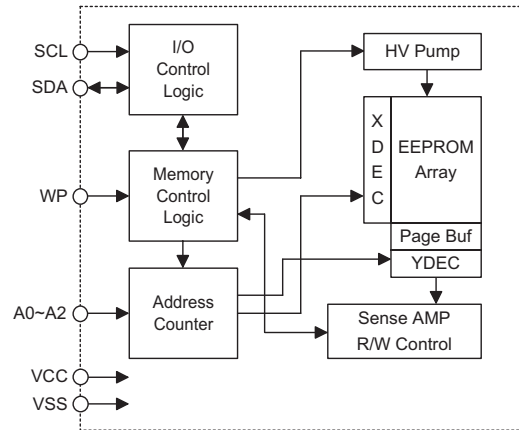 SCL
SDA
WP
A0~A2
VCC
VSS
I/O
Control
Logic
Memory
Control
Logic
Address
Counter
HV Pump
X
D
E
C
EEPROM
Array
Page Buf
YDEC
Sense AMP
R/W Control